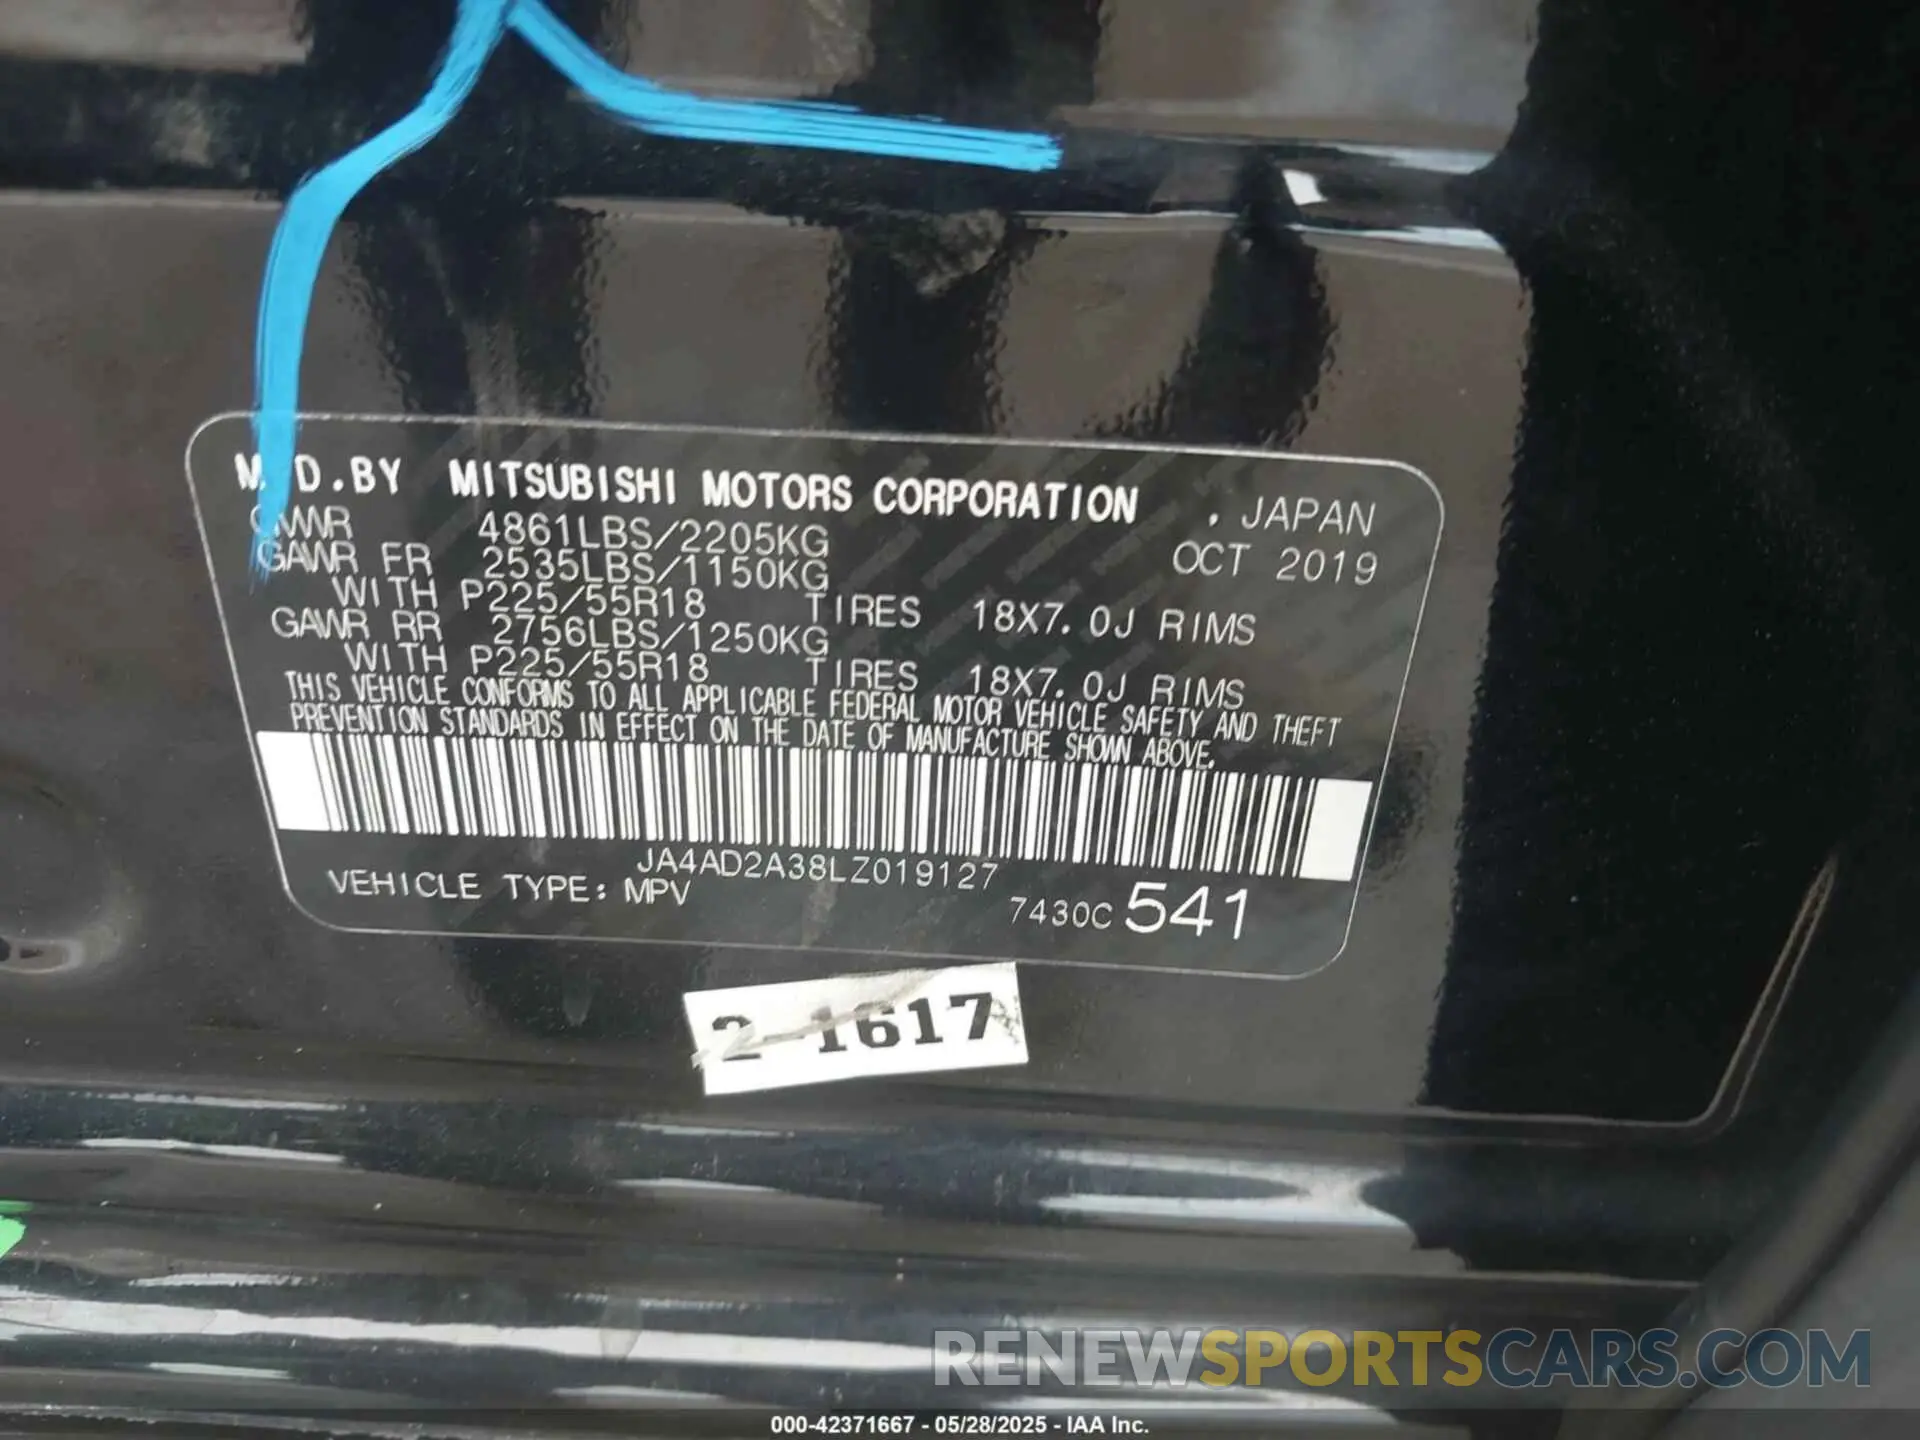 M D.BY MITSUBISHI MOTORS CORPORATION , JAPAN
GVWR 4861LBS/2205KG OCT 2019
GAWR FR 2535LBS/1150KG
WITH P225/55R18 TIRES 18X7.0J RIMS
GAWR RR 2756LBS/1250KG
WITH P225/55R18 TIRES 18X7.0J RIMS
THIS VEHICLE CONFORMS TO ALL APPLICABLE FEDERAL MOTOR VEHICLE SAFETY AND THEFT
PREVENTION STANDARDS IN EFFECT ON THE DATE OF MANUFACTURE SHOWN ABOVE.
JA4AD2A38LZ019127
VEHICLE TYPE: MPV 7430C 541
2-1617
RENEWSPORTSCARS.COM
000-42371667 - 05/28/2025 - IAA Inc.